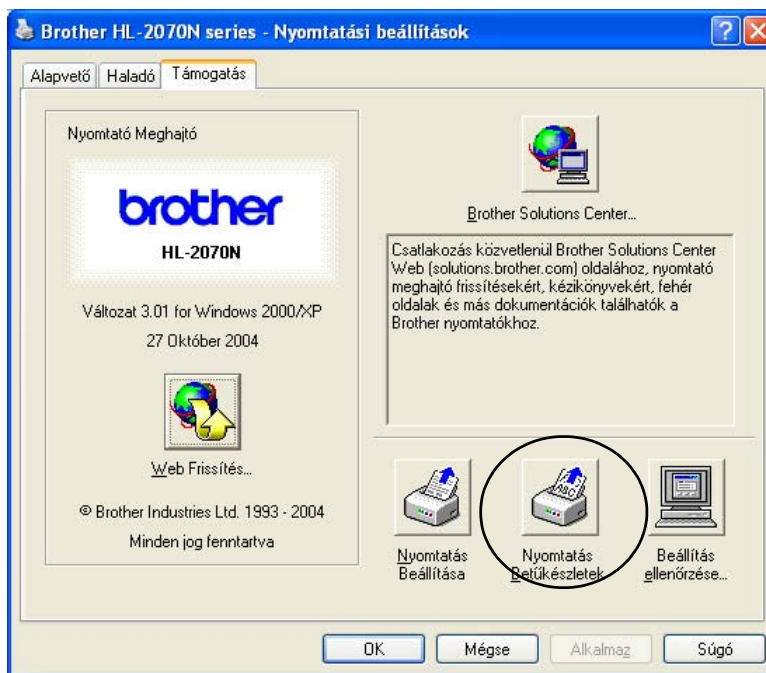 Brother HL-2070N series - Nyomtatási beállítások
Alapvető Haladó Támogatás
Nyomtató Meghajtó
brother
HL-2070N
Változat 3.01 for Windows 2000/XP
27 Október 2004
Web Frissítés...
© Brother Industries Ltd. 1993 - 2004
Minden jog fenntartva
Brother Solutions Center...
Csatlakozás közvetlenül Brother Solutions Center
Web (solutions.brother.com) oldalához, nyomtató
meghajtó frissítésekért, kézikönyvekért, fehér
oldalak és más dokumentációk találhatók a
Brother nyomtatókhoz.
ABC
Nyomtatás
Beállítása
Nyomtatás
Betűkészletek
Beállítás
ellenőrzése...
OK Mégse Alkalmaz Súgó